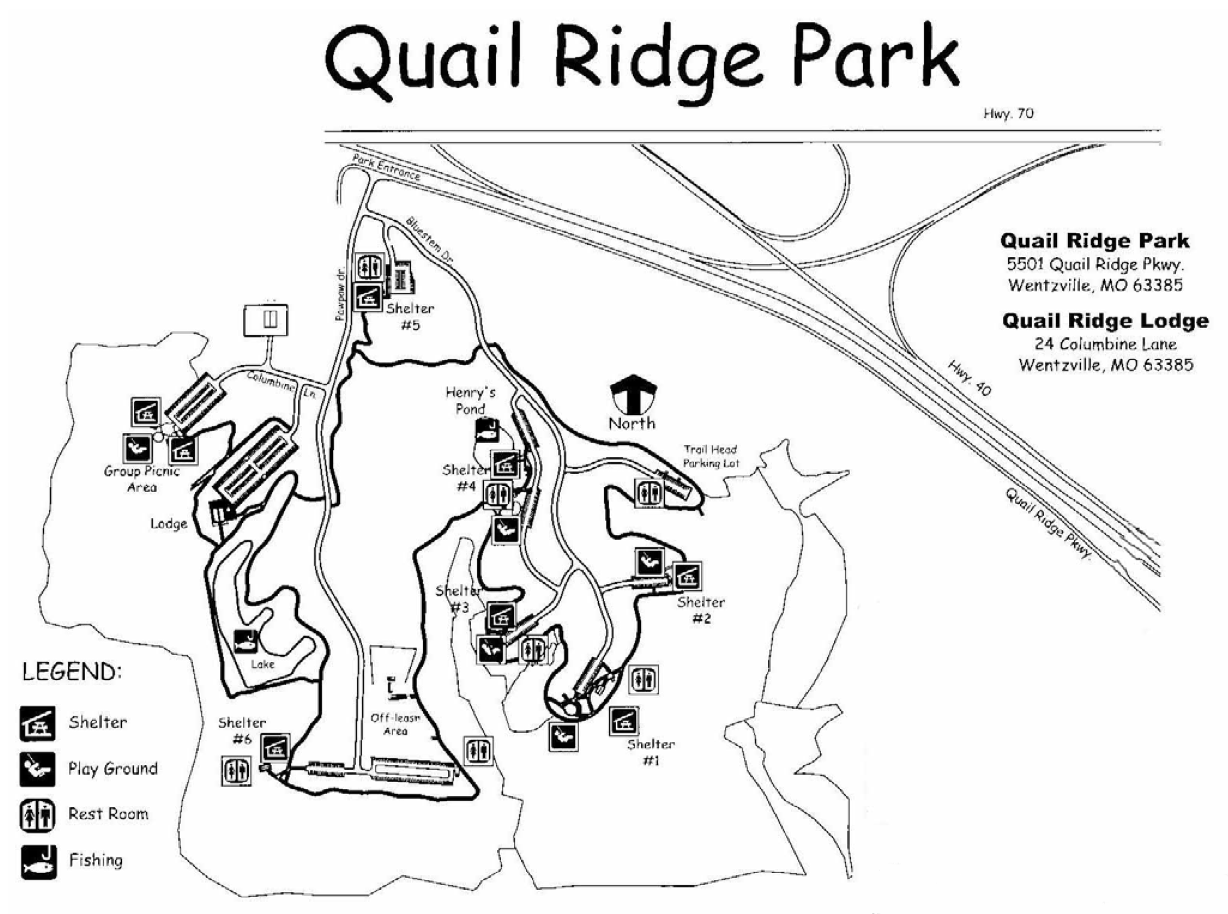 Quail Ridge Park
Hwy. 70
Park Entrance
Bluestem Dr.
Pawpaw dr.
Quail Ridge Park
5501 Quail Ridge Pkwy.
Wentzville, MO 63385
Quail Ridge Lodge
24 Columbine Lane
Wentzville, MO 63385
Shelter
#5
Hwy. 40
Columbine Ln.
Henry's
Pond
North
Trail Head
Parking Lot
Group Picnic
Area
Shelter
#4
Lodge
Quail Ridge Pkwy.
Shelter
#3
Shelter
#2
Lake
LEGEND:
Shelter
Play Ground
Rest Room
Fishing
Off-leash
Area
Shelter
#6
Shelter
#1